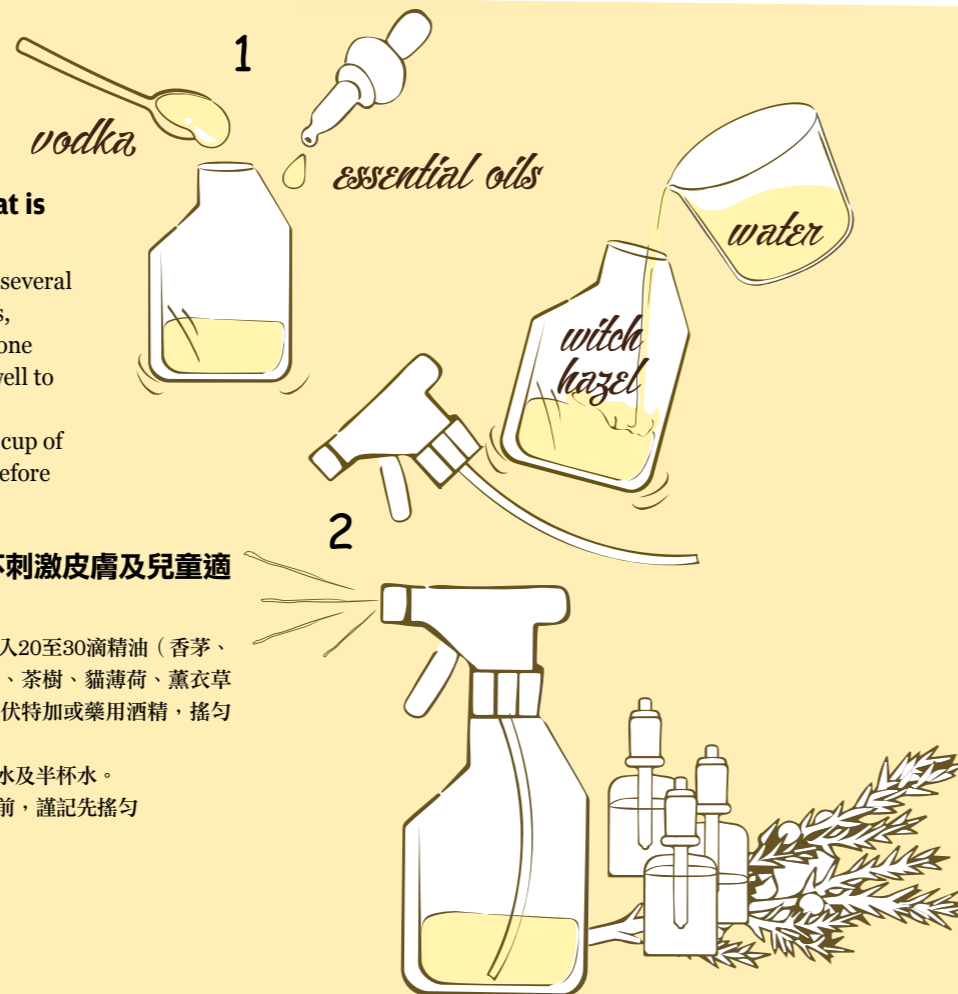 1
vodka
essential oils
water
witch
hazel
2
at is
several
s,
one
well to
cup of
efore
不刺激皮膚及兒童適
入20至30滴精油（香茅、
、茶樹、貓薄荷、薰衣草
伏特加或藥用酒精，搖勻
水及半杯水。
前，謹記先搖勻